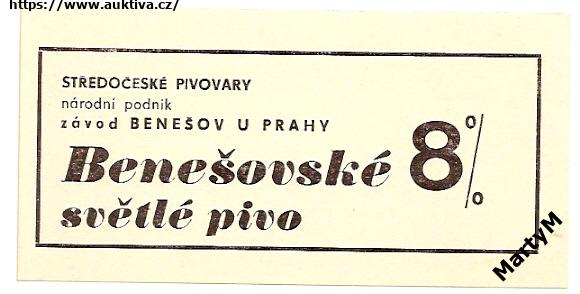 https://www.auktiva.cz/
STŘEDOČESKÉ PIVOVARY
národní podnik
závod BENEŠOV U PRAHY
Benešovské 8%
světlé pivo
MartyM